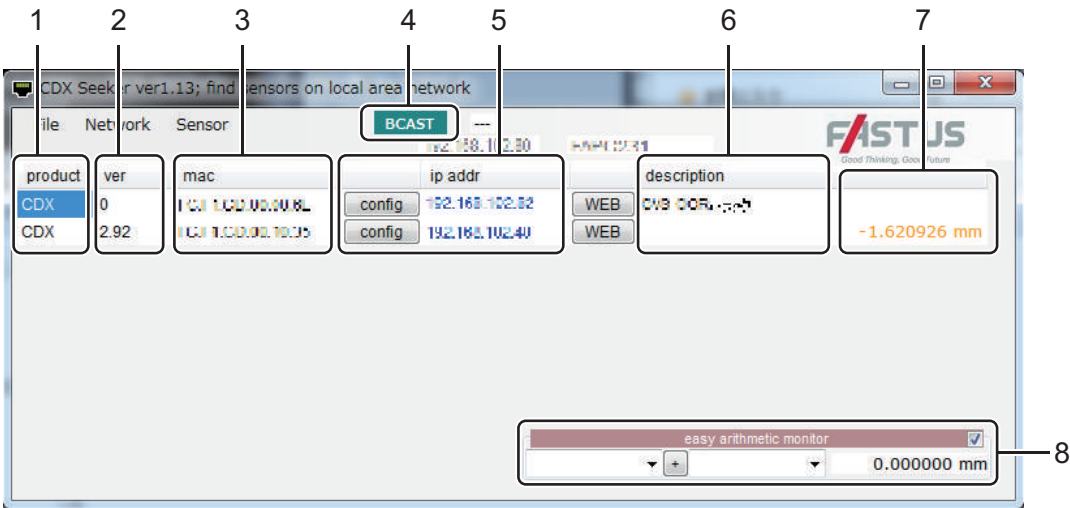 1 2 3 4 5 6 7
CDX Seeker ver1.13; find sensors on local area network
File Network Sensor BCAST ---
FASTUS
Good Thinking, Good Future
product ver mac ip addr description
CDX 0 config WEB
CDX 2.92 config 192.168.102.40 WEB -1.620926 mm
easy arithmetic monitor
+ 0.000000 mm
8